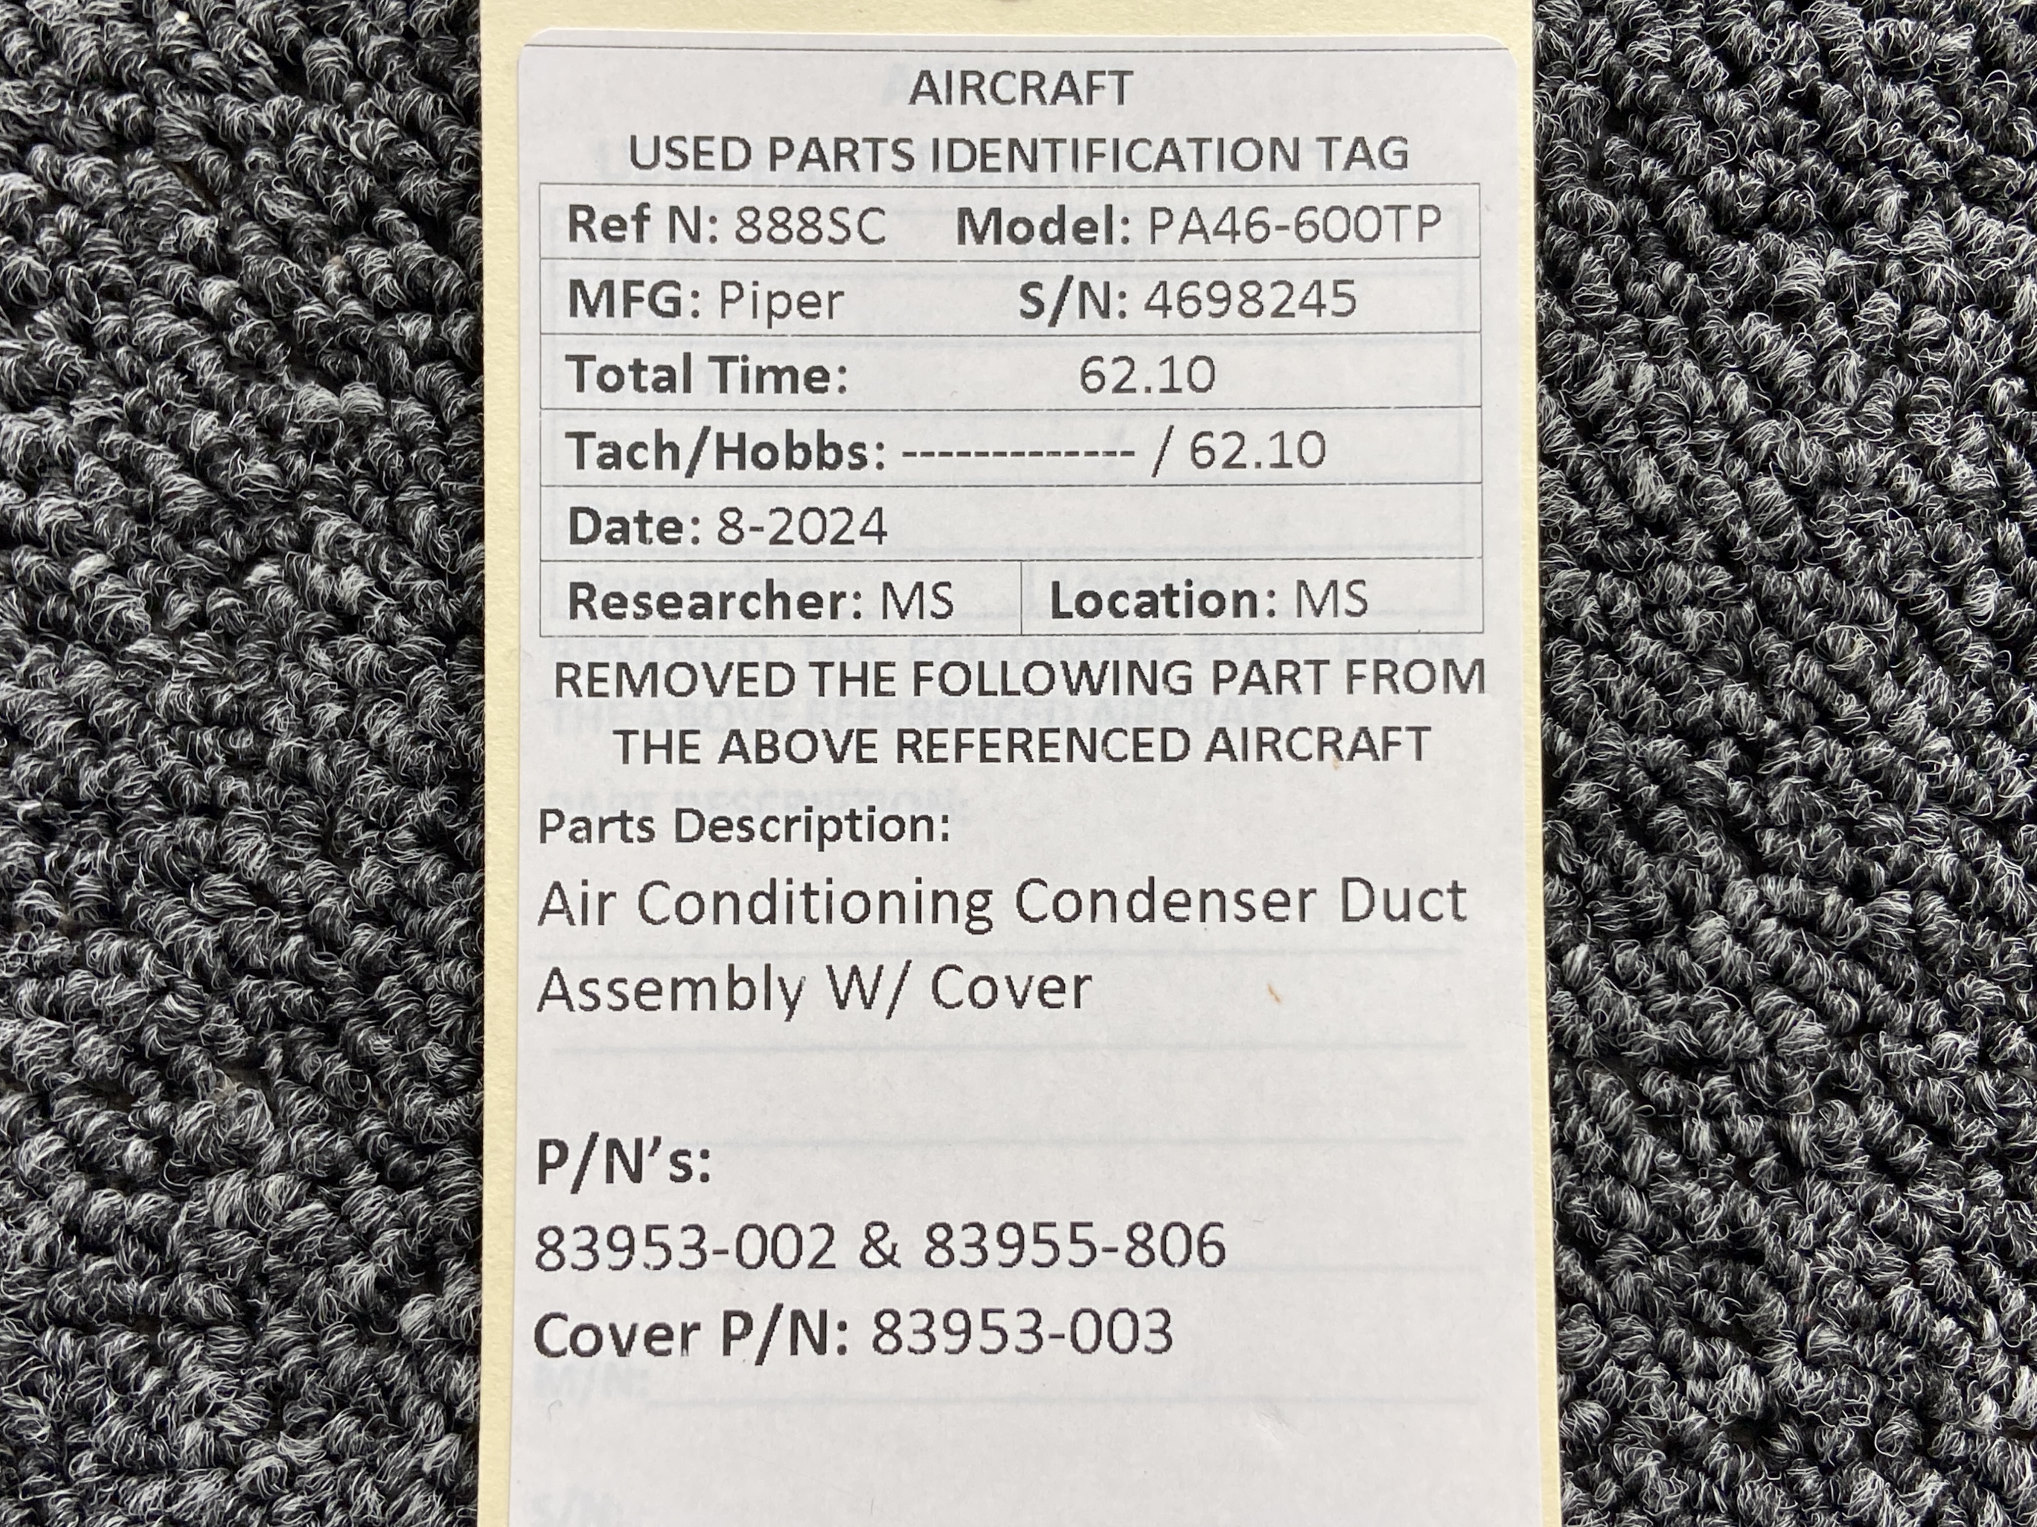 AIRCRAFT
USED PARTS IDENTIFICATION TAG
Ref N: 888SC Model: PA46-600TP
MFG: Piper S/N: 4698245
Total Time: 62.10
Tach/Hobbs: ------------- / 62.10
Date: 8-2024
Researcher: MS Location: MS
REMOVED THE FOLLOWING PART FROM
THE ABOVE REFERENCED AIRCRAFT
Parts Description:
Air Conditioning Condenser Duct
Assembly W/ Cover
P/N’s:
83953-002 & 83955-806
Cover P/N: 83953-003